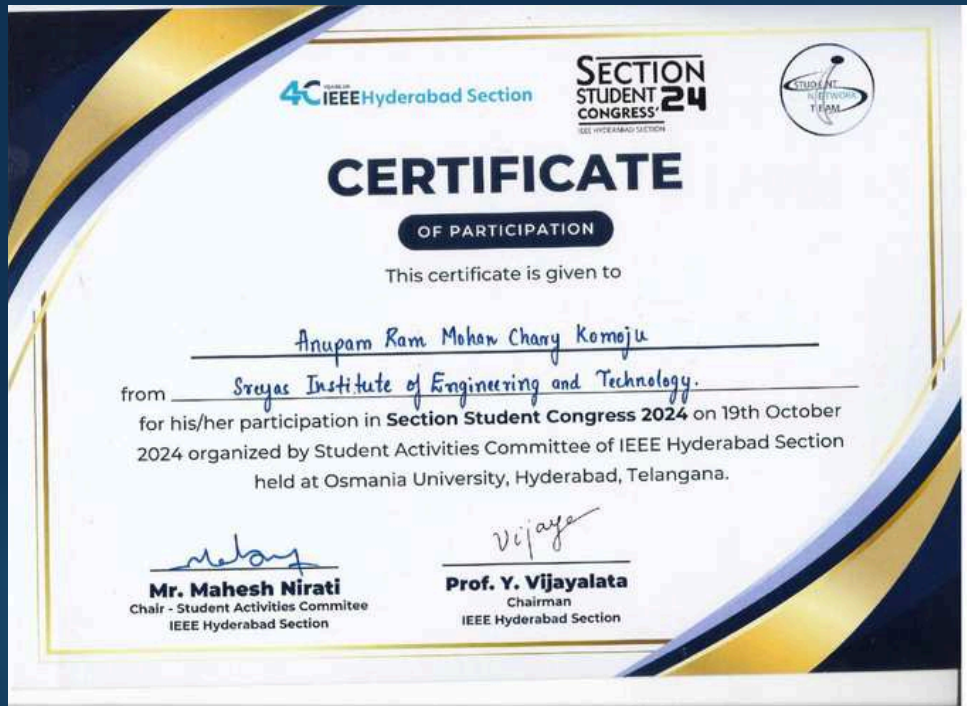 40 YEARS OF
IEEE Hyderabad Section
SECTION
STUDENT 24
CONGRESS'
IEEE HYDERABAD SECTION
STUDENT
NETWORK
TEAM
CERTIFICATE
OF PARTICIPATION
This certificate is given to
Anupam Ram Mohan Chary Komoju
from Sreyas Institute of Engineering and Technology.
for his/her participation in Section Student Congress 2024 on 19th October
2024 organized by Student Activities Committee of IEEE Hyderabad Section
held at Osmania University, Hyderabad, Telangana.
Vijaya
Mr. Mahesh Nirati
Chair - Student Activities Commitee
IEEE Hyderabad Section
Prof. Y. Vijayalata
Chairman
IEEE Hyderabad Section